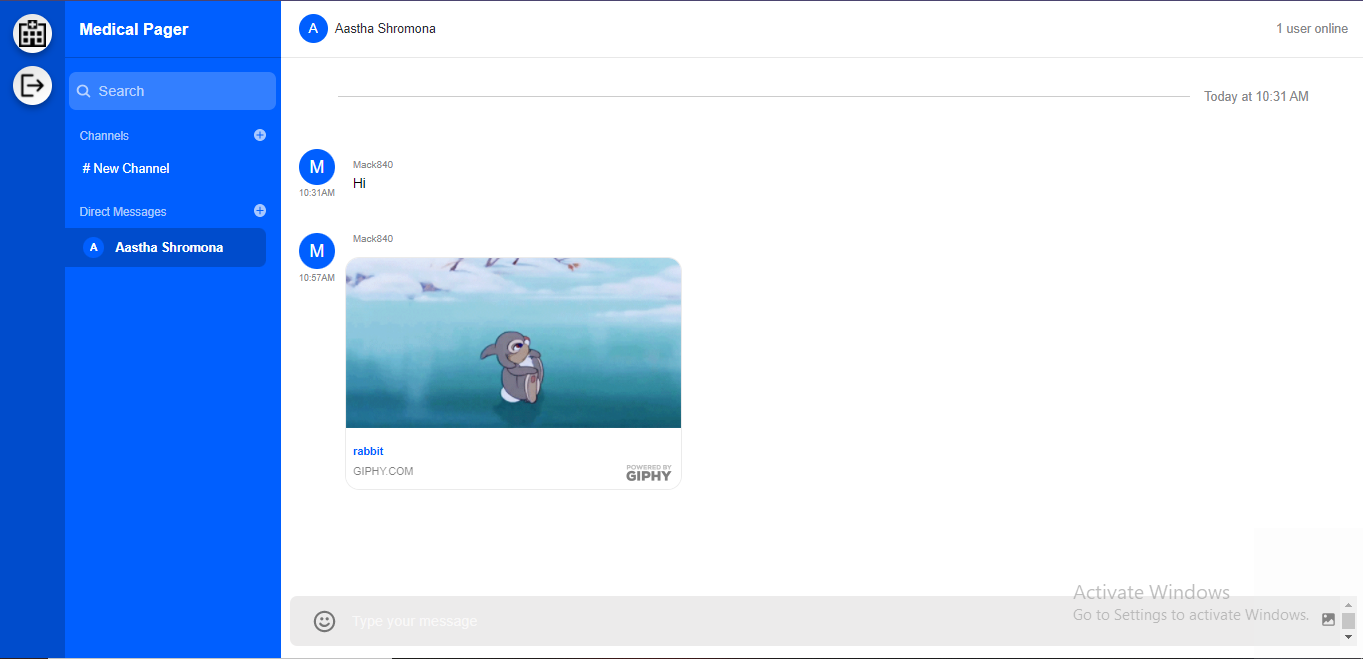 Medical Pager
Search
Channels
# New Channel
Direct Messages
A Aastha Shromona
A Aastha Shromona
1 user online
Today at 10:31 AM
M
Mack840
Hi
10:31AM
M
Mack840
10:57AM
rabbit
GIPHY.COM
POWERED BY
GIPHY
Type your message
Activate Windows
Go to Settings to activate Windows.